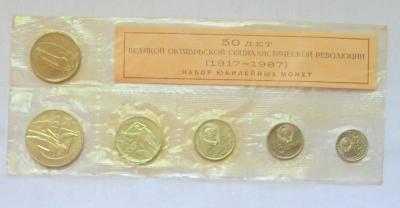 50 ЛЕТ
ВЕЛИКОЙ ОКТЯБРЬСКОЙ СОЦИАЛИСТИЧЕСКОЙ РЕВОЛЮЦИИ
(1917–1967)
НАБОР ЮБИЛЕЙНЫХ МОНЕТ